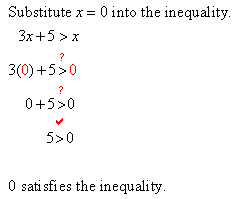 Substitute x = 0 into the inequality.
3x+5 > x
?
3(0)+5>0
?
0+5>0
✔
5>0
0 satisfies the inequality.